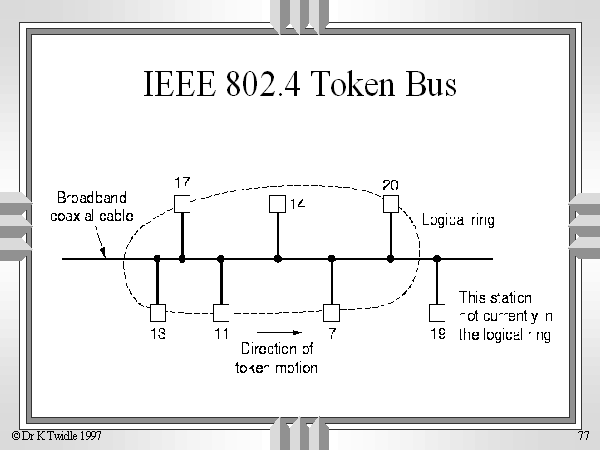 IEEE 802.4 Token Bus
17
20
Broadband
coaxial cable
14
Logical ring
13
11
7
19
This station
not currently in
the logical ring
Direction of
token motion
© Dr K Twidle 1997
77